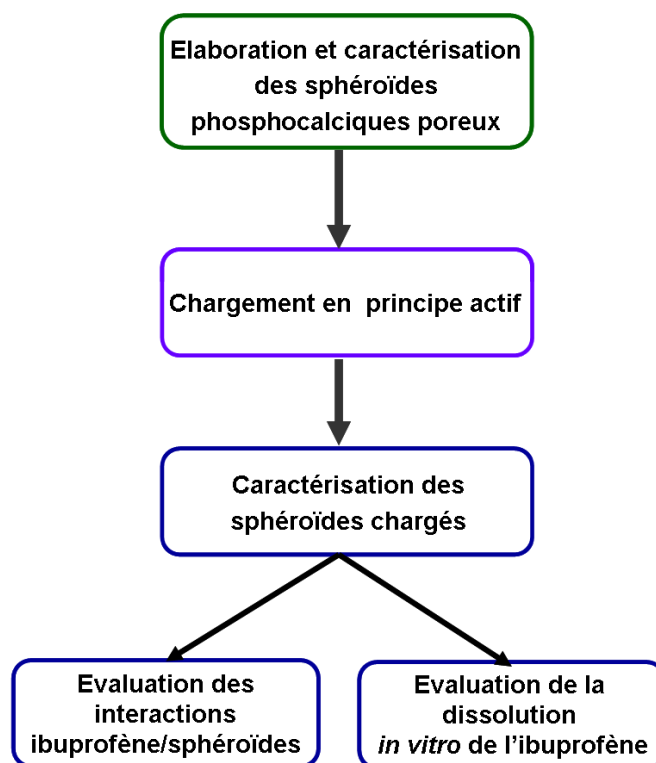 Elaboration et caractérisation
des sphéroïdes
phosphocalciques poreux
Chargement en principe actif
Caractérisation des
sphéroïdes chargés
Evaluation des
interactions
ibuprofène/sphéroïdes
Evaluation de la
dissolution
in vitro de l'ibuprofène